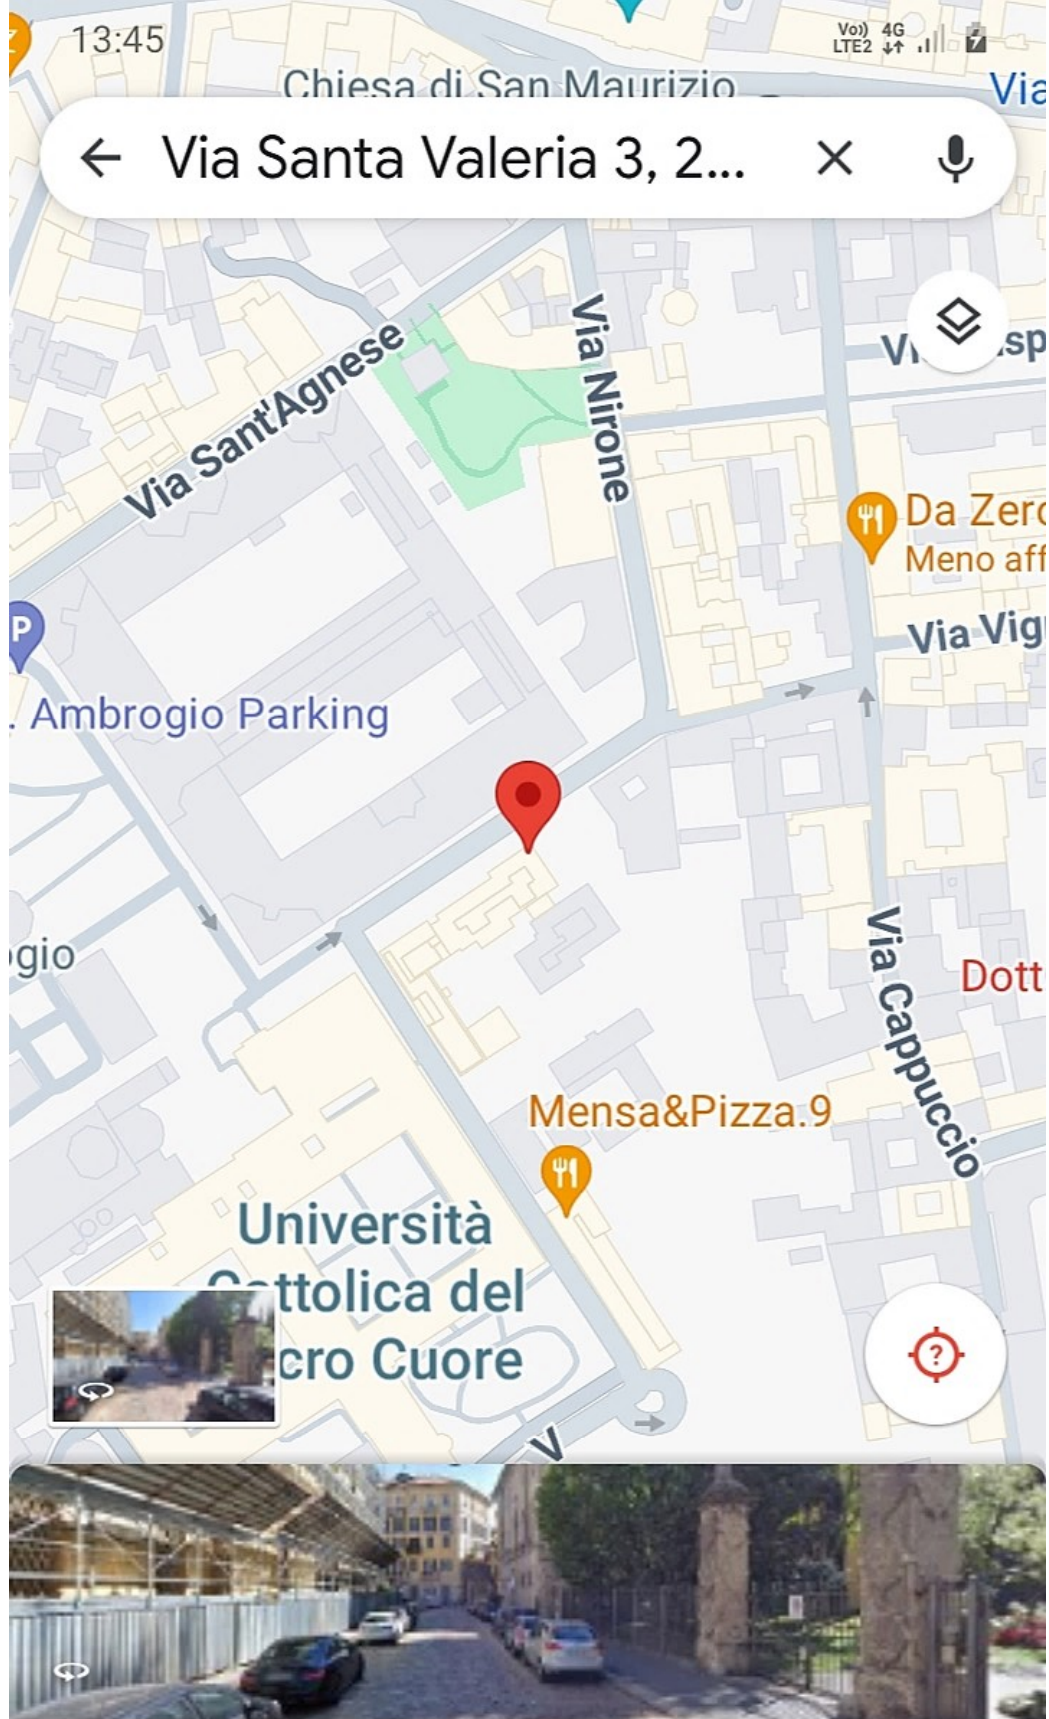 13:45
Vo)) 4G
LTE2
Chiesa di San Maurizio
Via
Via Santa Valeria 3, 2...
Via Sant'Agnese
Via Nirone
Da Zero
Meno aff
P
Via Vig
. Ambrogio Parking
ogio
Via Cappuccio
Dott
Mensa&Pizza.9
Università
Cattolica del
cro Cuore
?
V